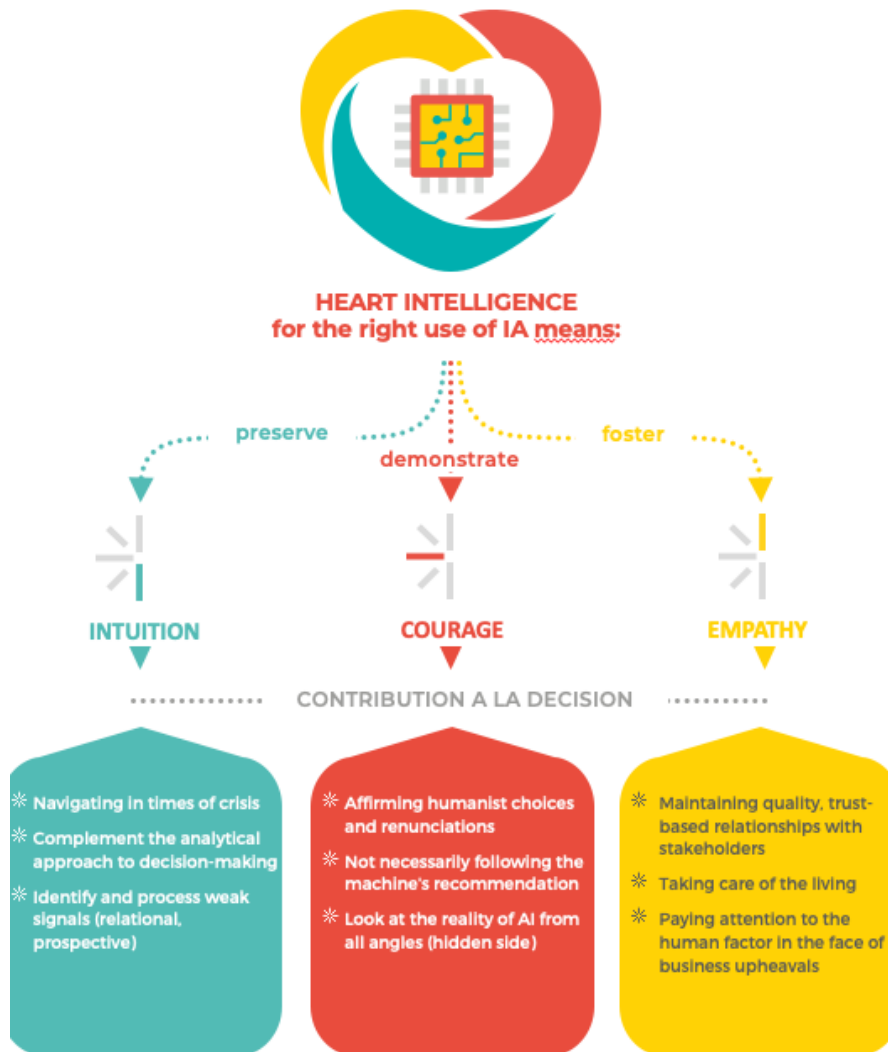 HEART INTELLIGENCE
for the right use of IA means:
preserve
demonstrate
foster
INTUITION
COURAGE
EMPATHY
CONTRIBUTION A LA DECISION
Navigating in times of crisis
Complement the analytical
approach to decision-making
Identify and process weak
signals (relational,
prospective)
Affirming humanist choices
and renunciations
Not necessarily following the
machine's recommendation
Look at the reality of AI from
all angles (hidden side)
Maintaining quality, trust-
based relationships with
stakeholders
Taking care of the living
Paying attention to the
human factor in the face of
business upheavals